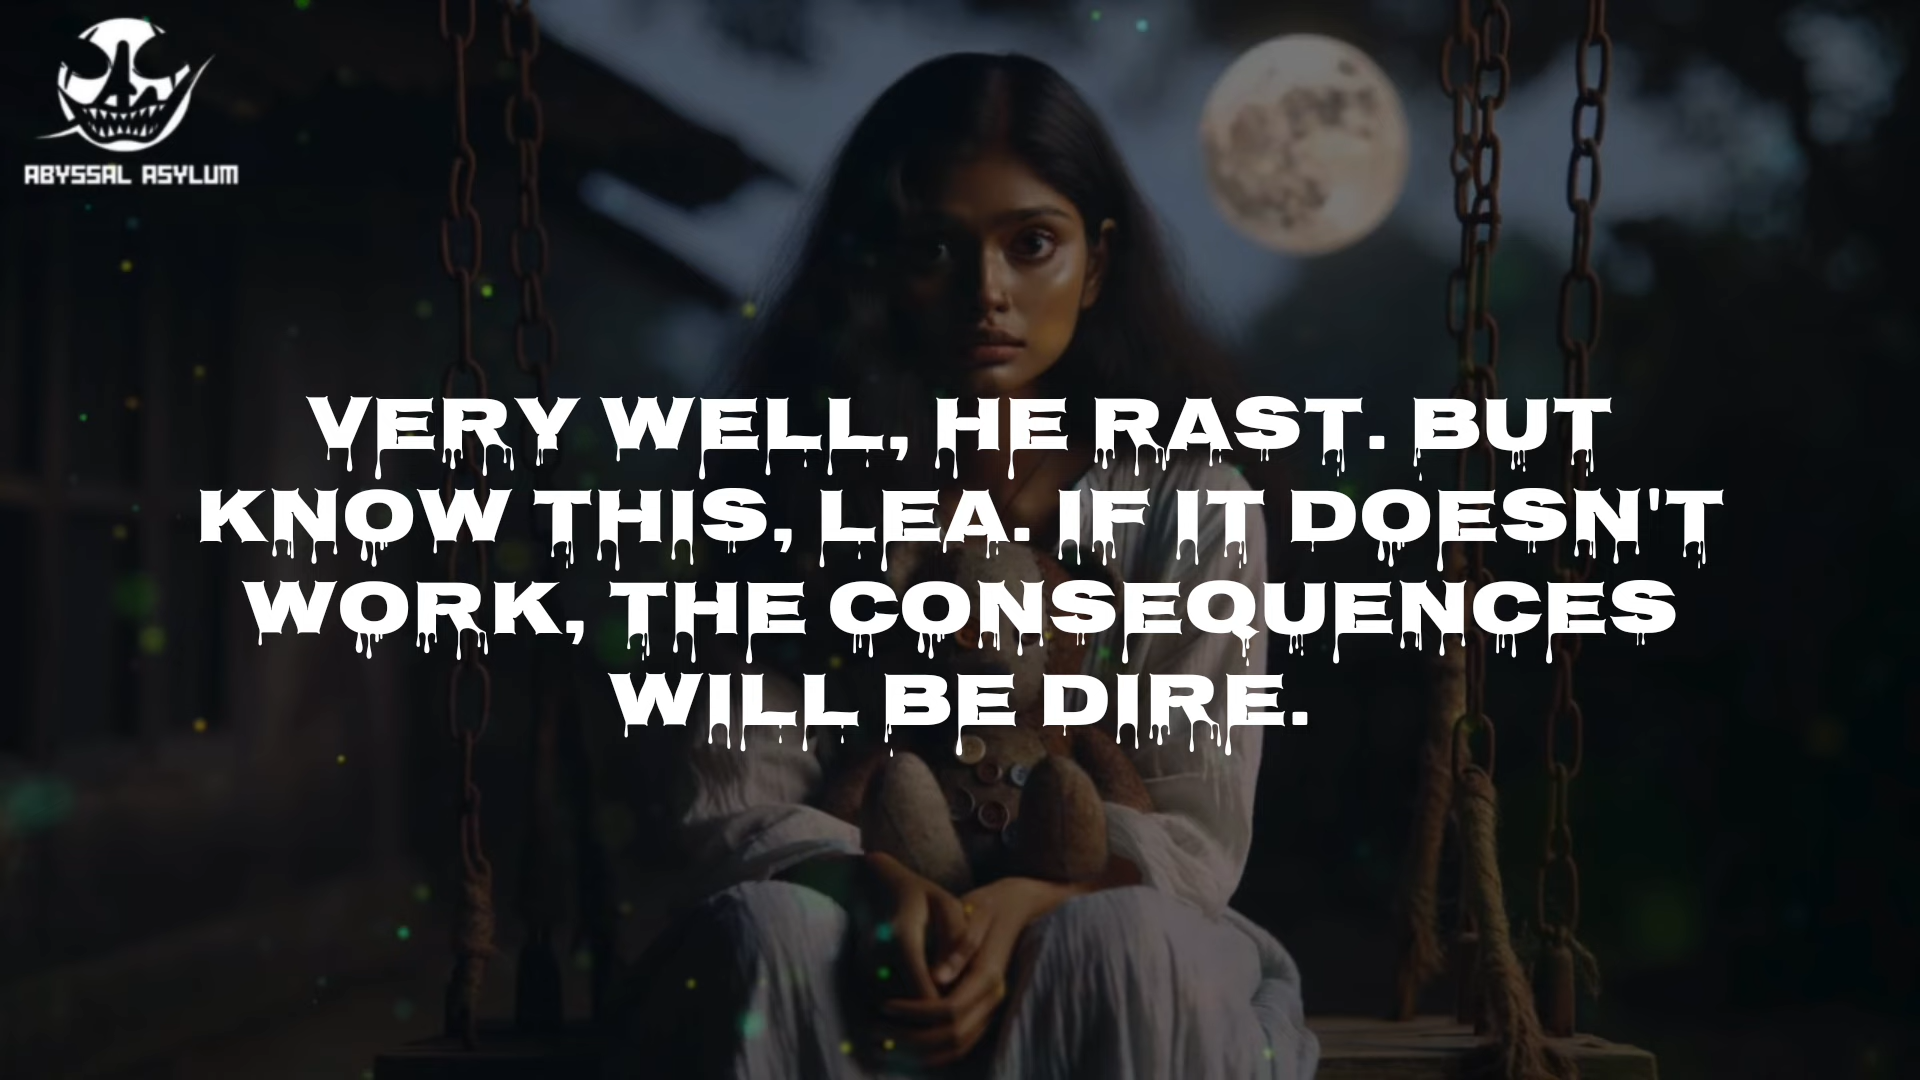 ABYSSAL ASYLUM
VERY WELL, HE RAST. BUT
KNOW THIS, LEA. IF IT DOESN'T
WORK, THE CONSEQUENCES
WILL BE DIRE.